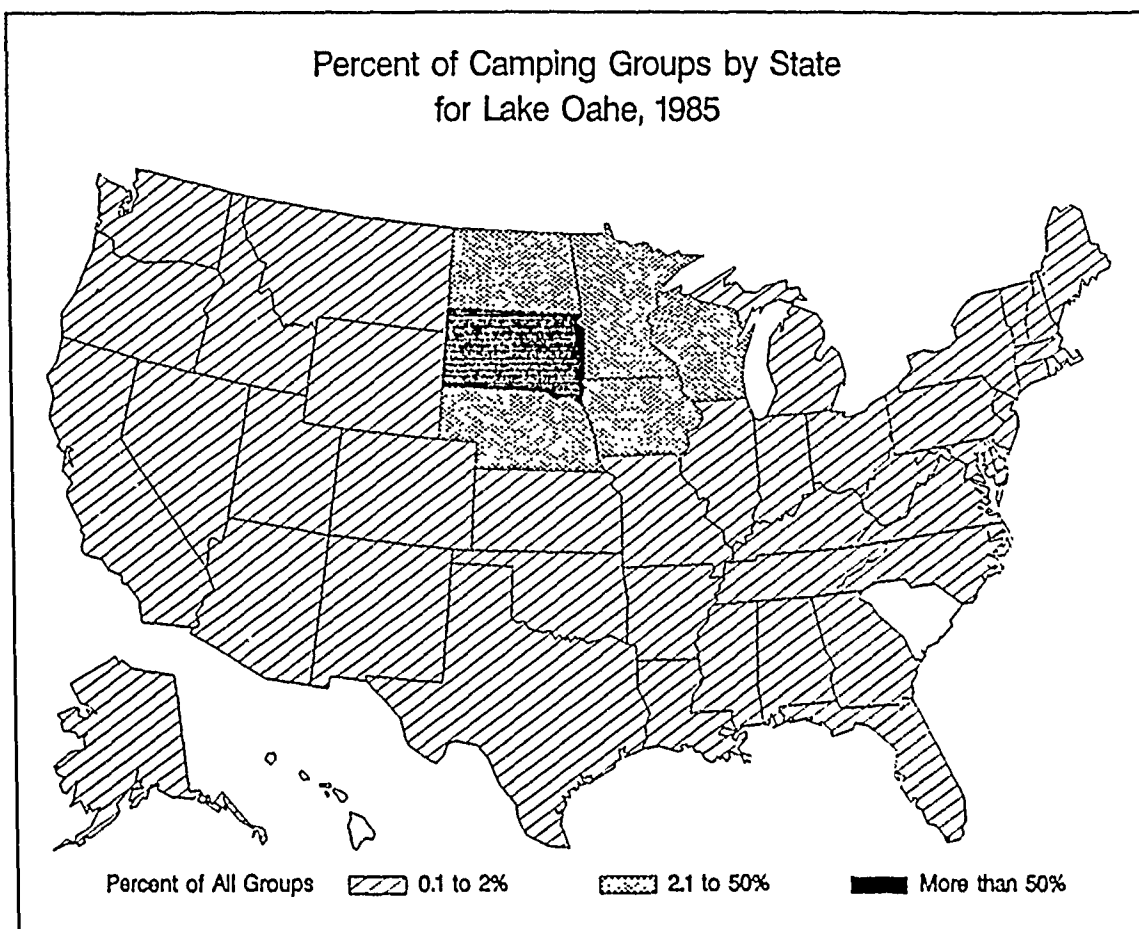 Percent of Camping Groups by State
for Lake Oahe, 1985
Percent of All Groups 0.1 to 2% 2.1 to 50% More than 50%